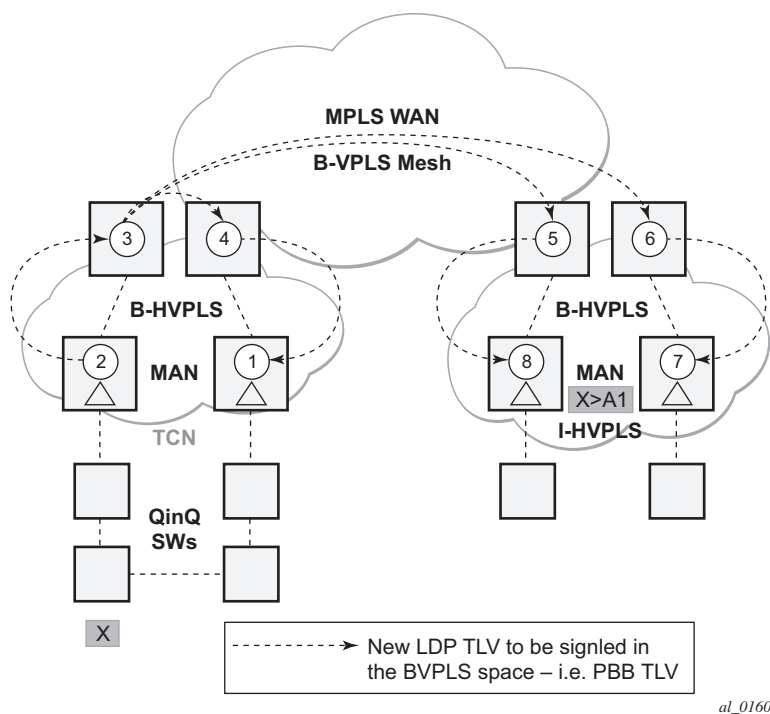 MPLS WAN
B-VPLS Mesh
3
4
5
6
B-HVPLS
B-HVPLS
2
MAN
1
8
MAN
7
X>A1
TCN
I-HVPLS
QinQ
SWs
X
New LDP TLV to be signled in
the BVPLS space – i.e. PBB TLV
al_0160